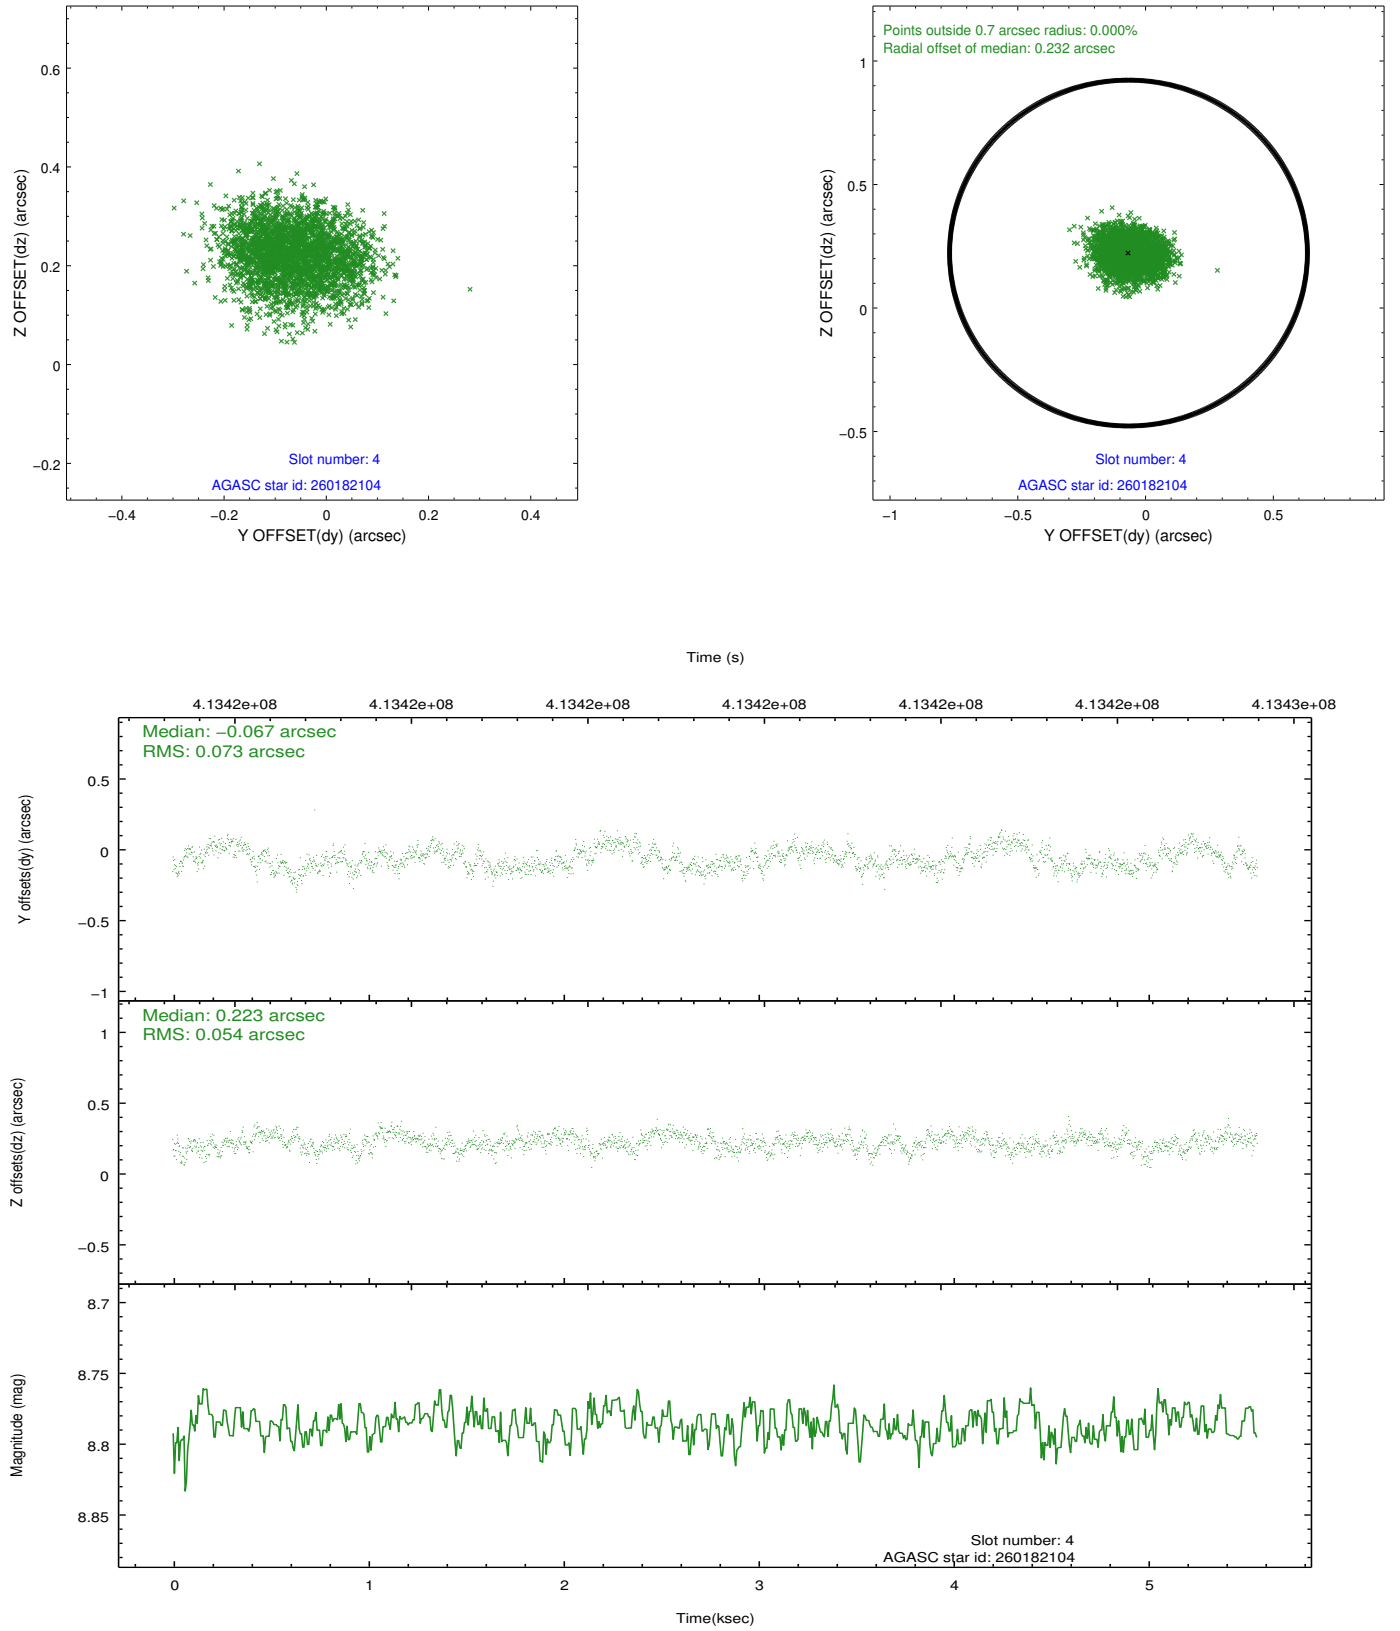 0.6
0.4
0.2
0
−0.2
Z OFFSET(dz) (arcsec)
Slot number: 4
AGASC star id: 260182104
−0.4 −0.2 0 0.2 0.4
Y OFFSET(dy) (arcsec)
Points outside 0.7 arcsec radius: 0.000%
Radial offset of median: 0.232 arcsec
1
0.5
0
−0.5
Z OFFSET(dz) (arcsec)
Slot number: 4
AGASC star id: 260182104
−1 −0.5 0 0.5
Y OFFSET(dy) (arcsec)
Time (s)
4.1342e+08 4.1342e+08 4.1342e+08 4.1342e+08 4.1342e+08 4.1342e+08 4.1343e+08
Median: −0.067 arcsec
RMS: 0.073 arcsec
0.5
0
−0.5
−1
Y offsets(dy) (arcsec)
Median: 0.223 arcsec
RMS: 0.054 arcsec
1
0.5
0
−0.5
Z offsets(dz) (arcsec)
8.7
8.75
8.8
8.85
Magnitude (mag)
Slot number: 4
AGASC star id: 260182104
0 1 2 3 4 5
Time(ksec)